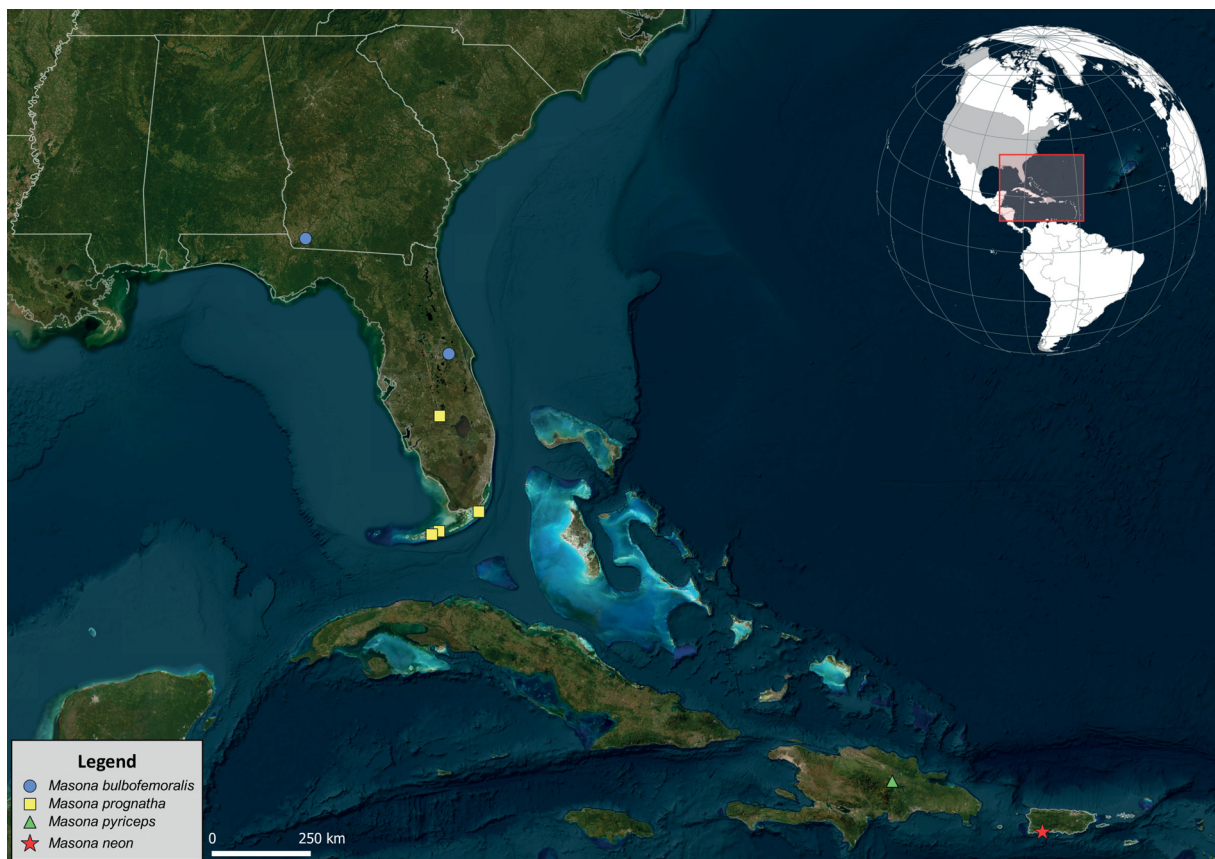 Legend
Masona bulbofemoralis
Masona prognatha
Masona pyriceps
Masona neon
0 250 km